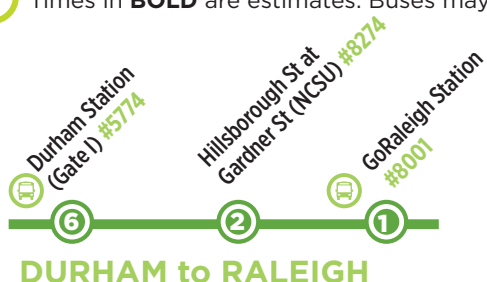 Times in BOLD are estimates. Buses may
Durham Station
(Gate I) #5774
Hillsborough St at
Gardner St (NCSU) #8274
GoRaleigh Station
#8001
6
2
1
DURHAM to RALEIGH